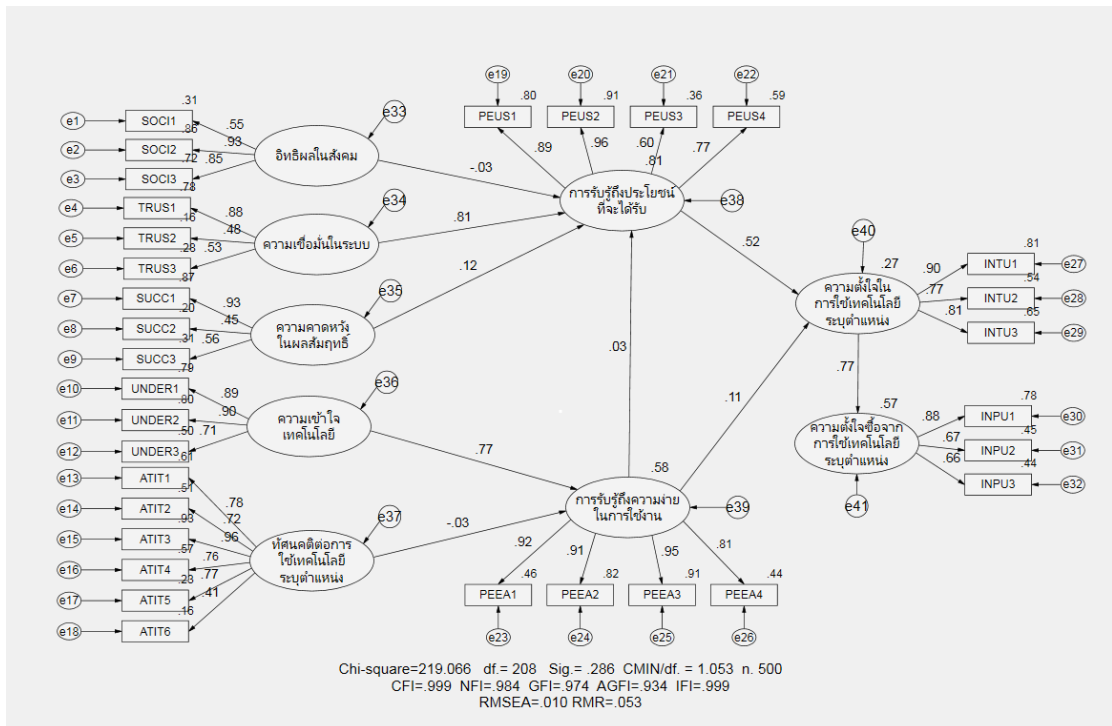 e19
e20
e21
e22
.80
.91
.36
.59
PEUS1
PEUS2
PEUS3
PEUS4
.89
.96
.60
.81
.77
.31
e1
SOCI1
.55
.86
e2
SOCI2
.93
.72
.85
e3
SOCI3
e33
อิทธิผลในสังคม
-.03
.78
e4
TRUS1
.88
.16
e5
TRUS2
.48
.28
.53
e6
TRUS3
e34
ความเชื่อมั่นในระบบ
.81
.87
e7
SUCC1
.93
.20
e8
SUCC2
.45
.31
.56
e9
SUCC3
e35
ความคาดหวัง
ในผลสัมฤทธิ์
.12
.79
e10
UNDER1
.89
.80
e11
UNDER2
.90
.50
.71
e12
UNDER3
e36
ความเข้าใจ
เทคโนโลยี
.77
.61
e13
ATIT1
.78
.51
e14
ATIT2
.72
.93
e15
ATIT3
.96
.57
e16
ATIT4
.76
.23
e17
ATIT5
.77
.16
e18
ATIT6
.41
e37
ทัศนคติต่อการ
ใช้เทคโนโลยี
ระบุตำแหน่ง
-.03
การรับรู้ถึงประโยชน์
ที่จะได้รับ
e38
.52
.03
.11
.58
การรับรู้ถึงความง่าย
ในการใช้งาน
e39
.92
.91
.95
.81
.46
.82
.91
.44
PEEA1
PEEA2
PEEA3
PEEA4
e23
e24
e25
e26
e40
.27
ความตั้งใจใน
การใช้เทคโนโลยี
ระบุตำแหน่ง
.90
.77
.81
.81
INTU1
e27
.54
INTU2
e28
.65
INTU3
e29
.77
.57
ความตั้งใจซื้อจาก
การใช้เทคโนโลยี
ระบุตำแหน่ง
e41
.88
.67
.66
.78
INPU1
e30
.45
INPU2
e31
.44
INPU3
e32
Chi-square=219.066 df.= 208 Sig.= .286 CMIN/df. = 1.053 n. 500
CFI=.999 NFI=.984 GFI=.974 AGFI=.934 IFI=.999
RMSEA=.010 RMR=.053